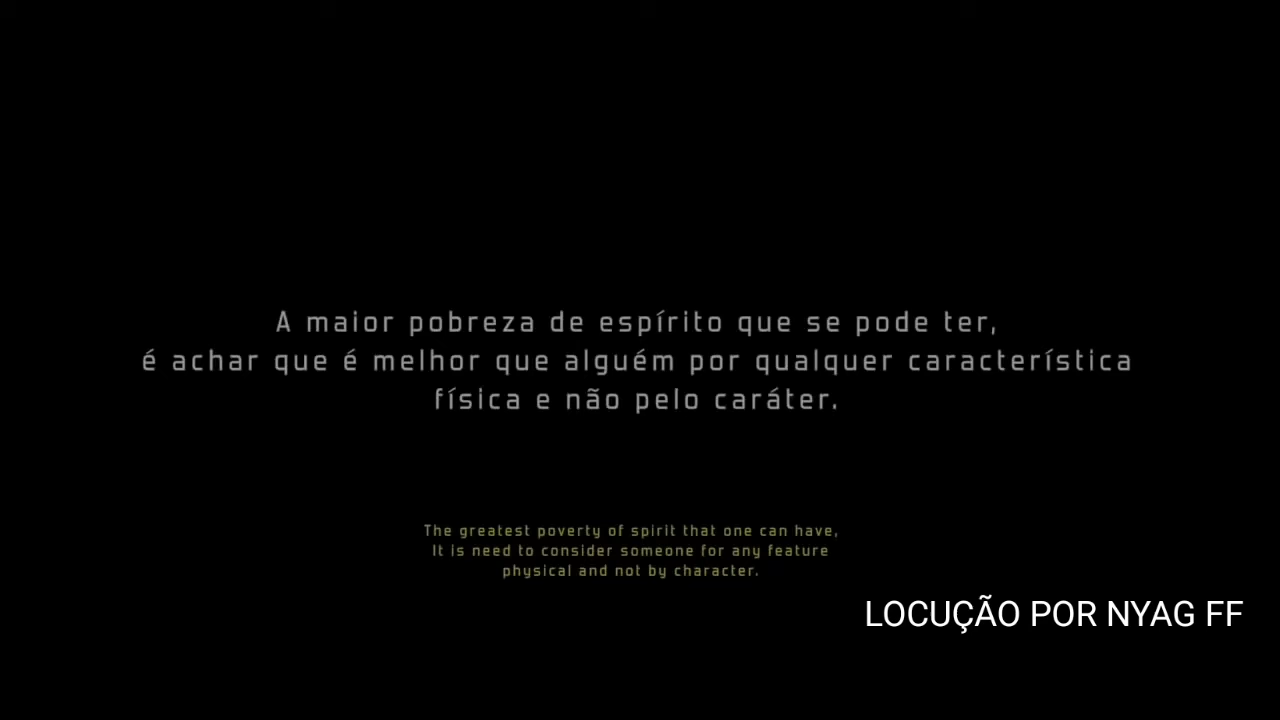 A maior pobreza de espírito que se pode ter,
é achar que é melhor que alguém por qualquer característica
física e não pelo caráter.
The greatest poverty of spirit that one can have,
It is need to consider someone for any feature
physical and not by character.
LOCUÇÃO POR NYAG FF